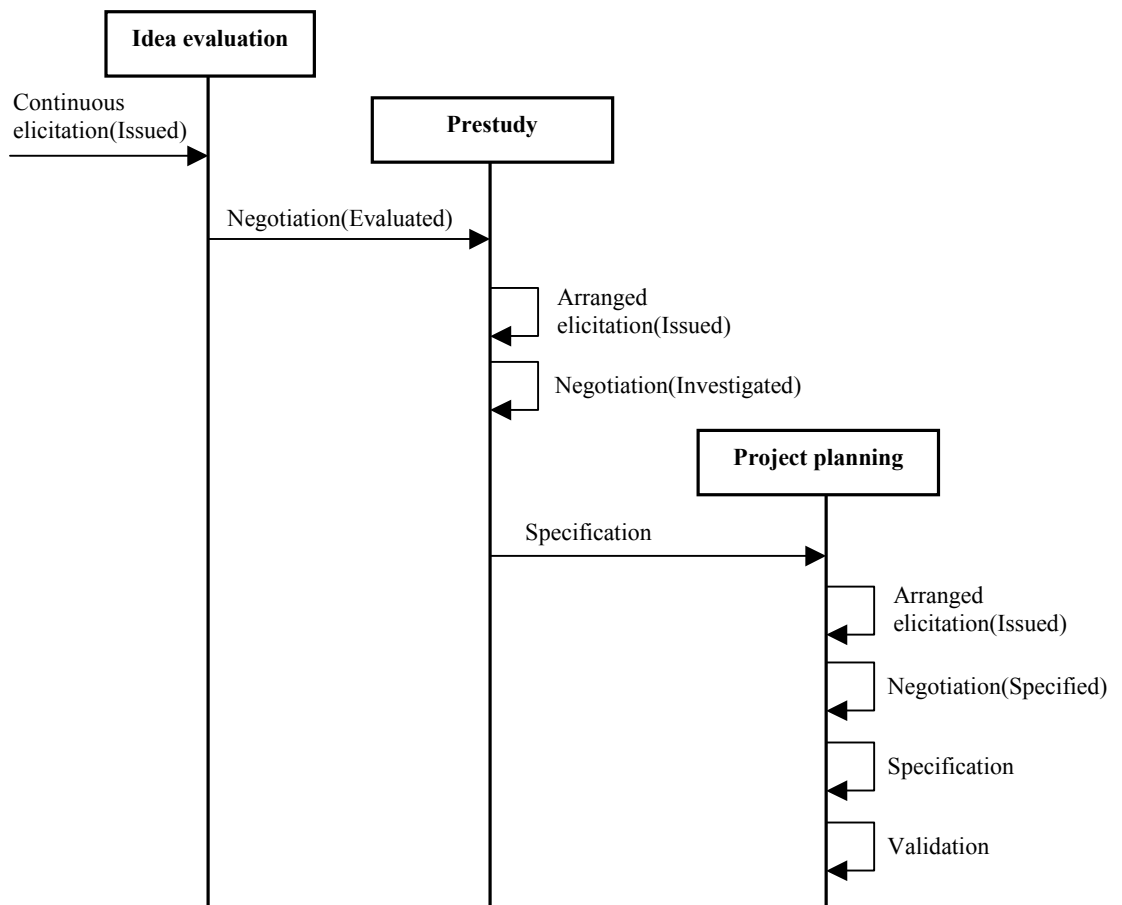 Idea evaluation
Continuous
elicitation(Issued)
Prestudy
Negotiation(Evaluated)
Arranged
elicitation(Issued)
Negotiation(Investigated)
Project planning
Specification
Arranged
elicitation(Issued)
Negotiation(Specified)
Specification
Validation